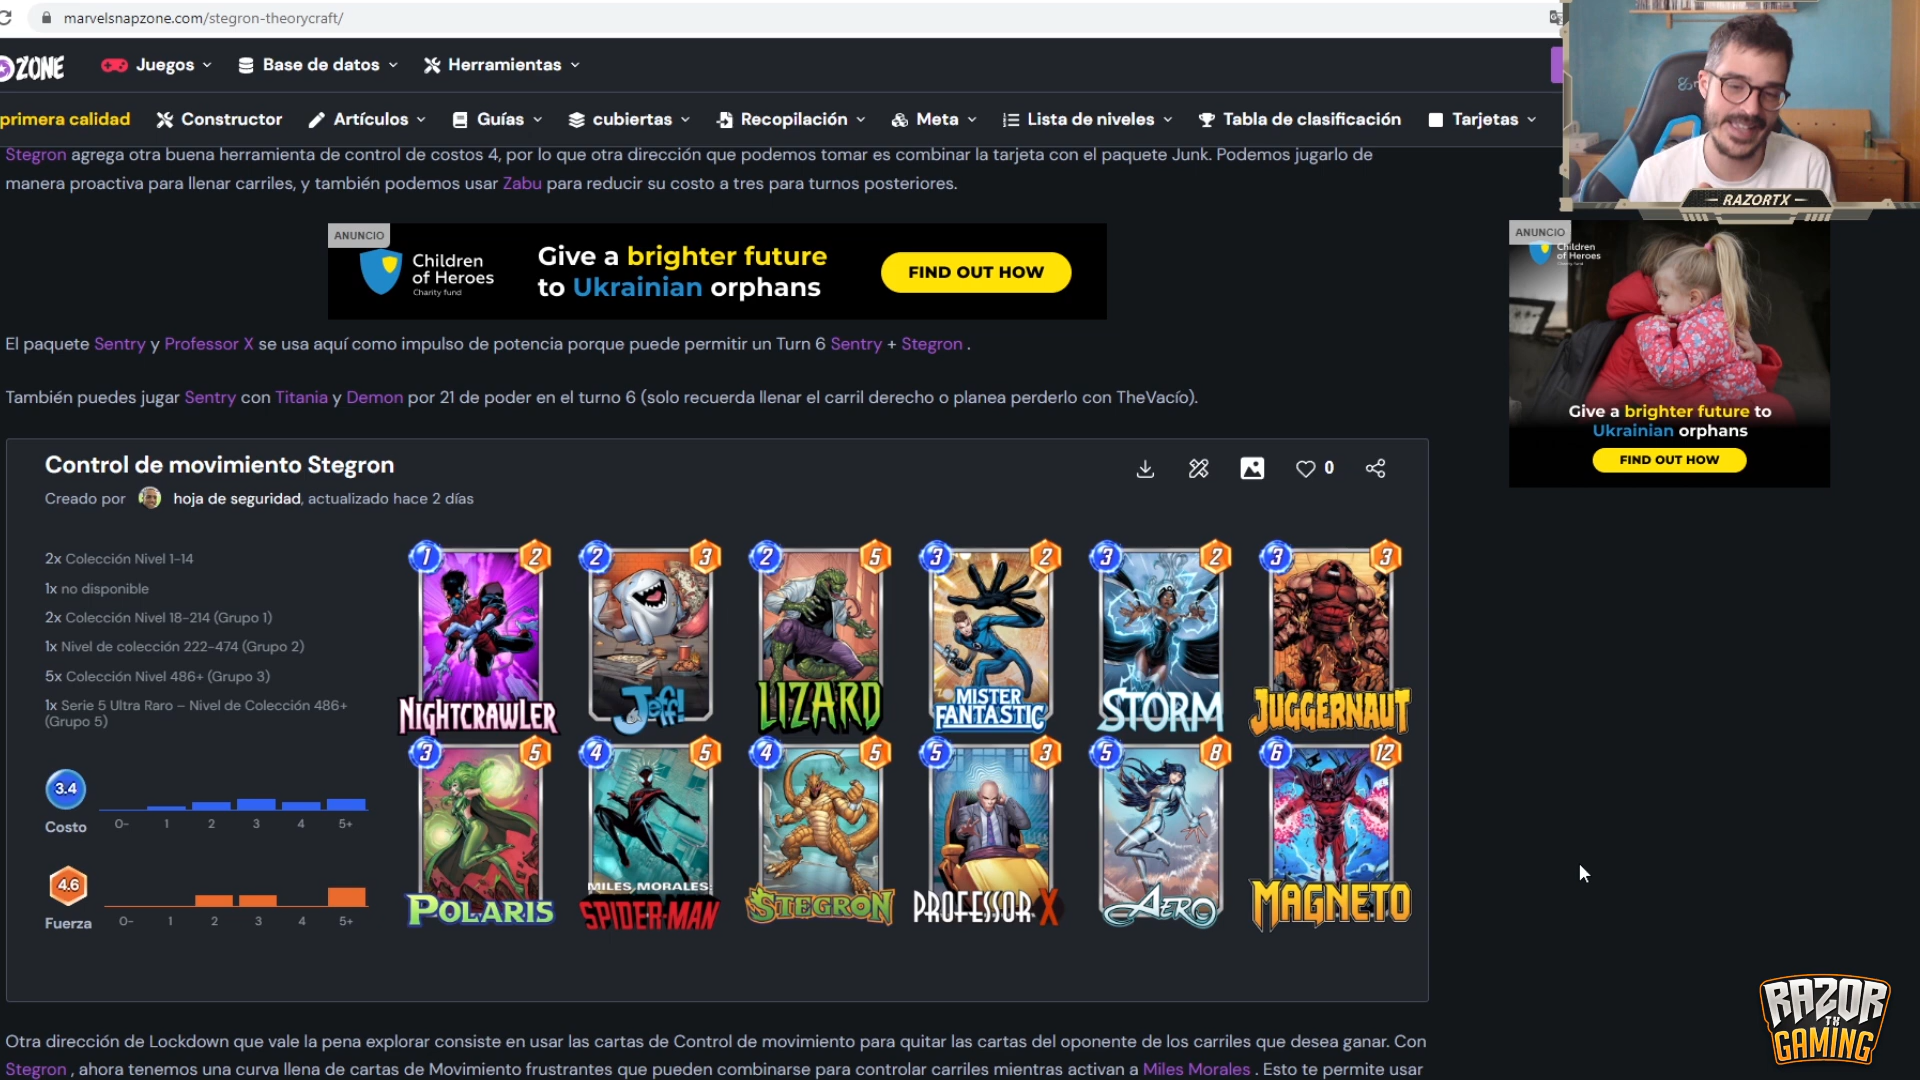 marvelsnapzone.com/stegron-theorycraft/
ZONE
Juegos
Base de datos
Herramientas
primera calidad
Constructor
Artículos
Guías
cubiertas
Recopilación
Meta
Lista de niveles
Tabla de clasificación
Tarjetas
Stegron agrega otra buena herramienta de control de costos 4, por lo que otra dirección que podemos tomar es combinar la tarjeta con el paquete Junk. Podemos jugarlo de
manera proactiva para llenar carriles, y también podemos usar Zabu para reducir su costo a tres para turnos posteriores.
RAZORTX
ANUNCIO
Children
of Heroes
Charity fund
Give a brighter future
to Ukrainian orphans
FIND OUT HOW
ANUNCIO
Children
of Heroes
Give a brighter future to
Ukrainian orphans
FIND OUT HOW
El paquete Sentry y Professor X se usa aquí como impulso de potencia porque puede permitir un Turn 6 Sentry + Stegron .
También puedes jugar Sentry con Titania y Demon por 21 de poder en el turno 6 (solo recuerda llenar el carril derecho o planea perderlo con TheVacío).
Control de movimiento Stegron
0
Creado por hoja de seguridad, actualizado hace 2 días
2x Colección Nivel 1-14
1x no disponible
2x Colección Nivel 18-214 (Grupo 1)
1x Nivel de colección 222-474 (Grupo 2)
5x Colección Nivel 486+ (Grupo 3)
1x Serie 5 Ultra Raro – Nivel de Colección 486+
(Grupo 5)
3.4
Costo
0- 1 2 3 4 5+
4.6
Fuerza
0- 1 2 3 4 5+
1 2 2 3 2 5 3 2 3 2 3 3
NIGHTCRAWLER
JEFF!
LIZARD
MISTER
FANTASTIC
STORM
JUGGERNAUT
3 5 4 5 4 5 5 3 5 8 6 12
POLARIS
MILES MORALES
SPIDER-MAN
STEGRON
PROFESSOR X
AERO
MAGNETO
RAZOR
TX
GAMING
Otra dirección de Lockdown que vale la pena explorar consiste en usar las cartas de Control de movimiento para quitar las cartas del oponente de los carriles que desea ganar. Con
Stegron , ahora tenemos una curva llena de cartas de Movimiento frustrantes que pueden combinarse para controlar carriles mientras activan a Miles Morales . Esto te permite usar